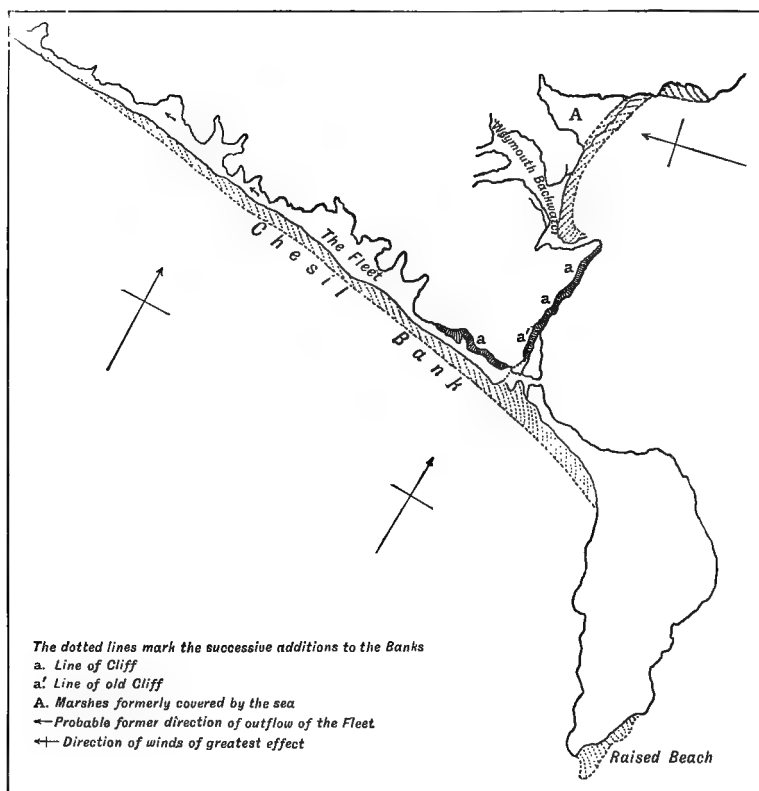 A
Weymouth Backwater
The Fleet
Chesil
Bank
a
a
a'
a
The dotted lines mark the successive additions to the Banks
a. Line of Cliff
a'. Line of old Cliff
A. Marshes formerly covered by the sea
←Probable former direction of outflow of the Fleet
Direction of winds of greatest effect
Raised Beach